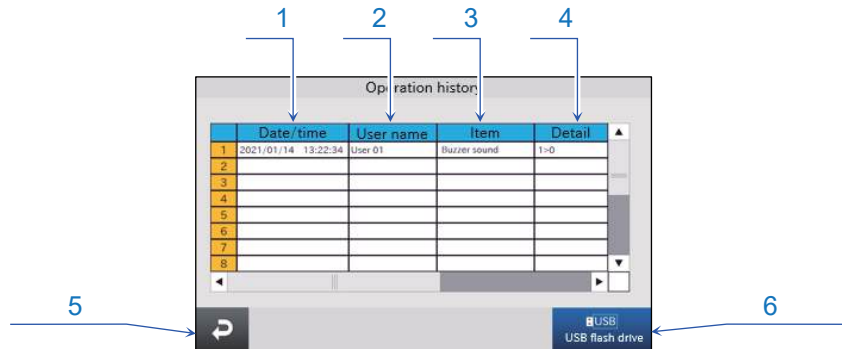 1 2 3 4
Operation history
Date/time User name Item Detail
1 2021/01/14 13:22:34 User 01 Buzzer sound 1>0
2
3
4
5
6
7
8
5 6
USB
USB flash drive